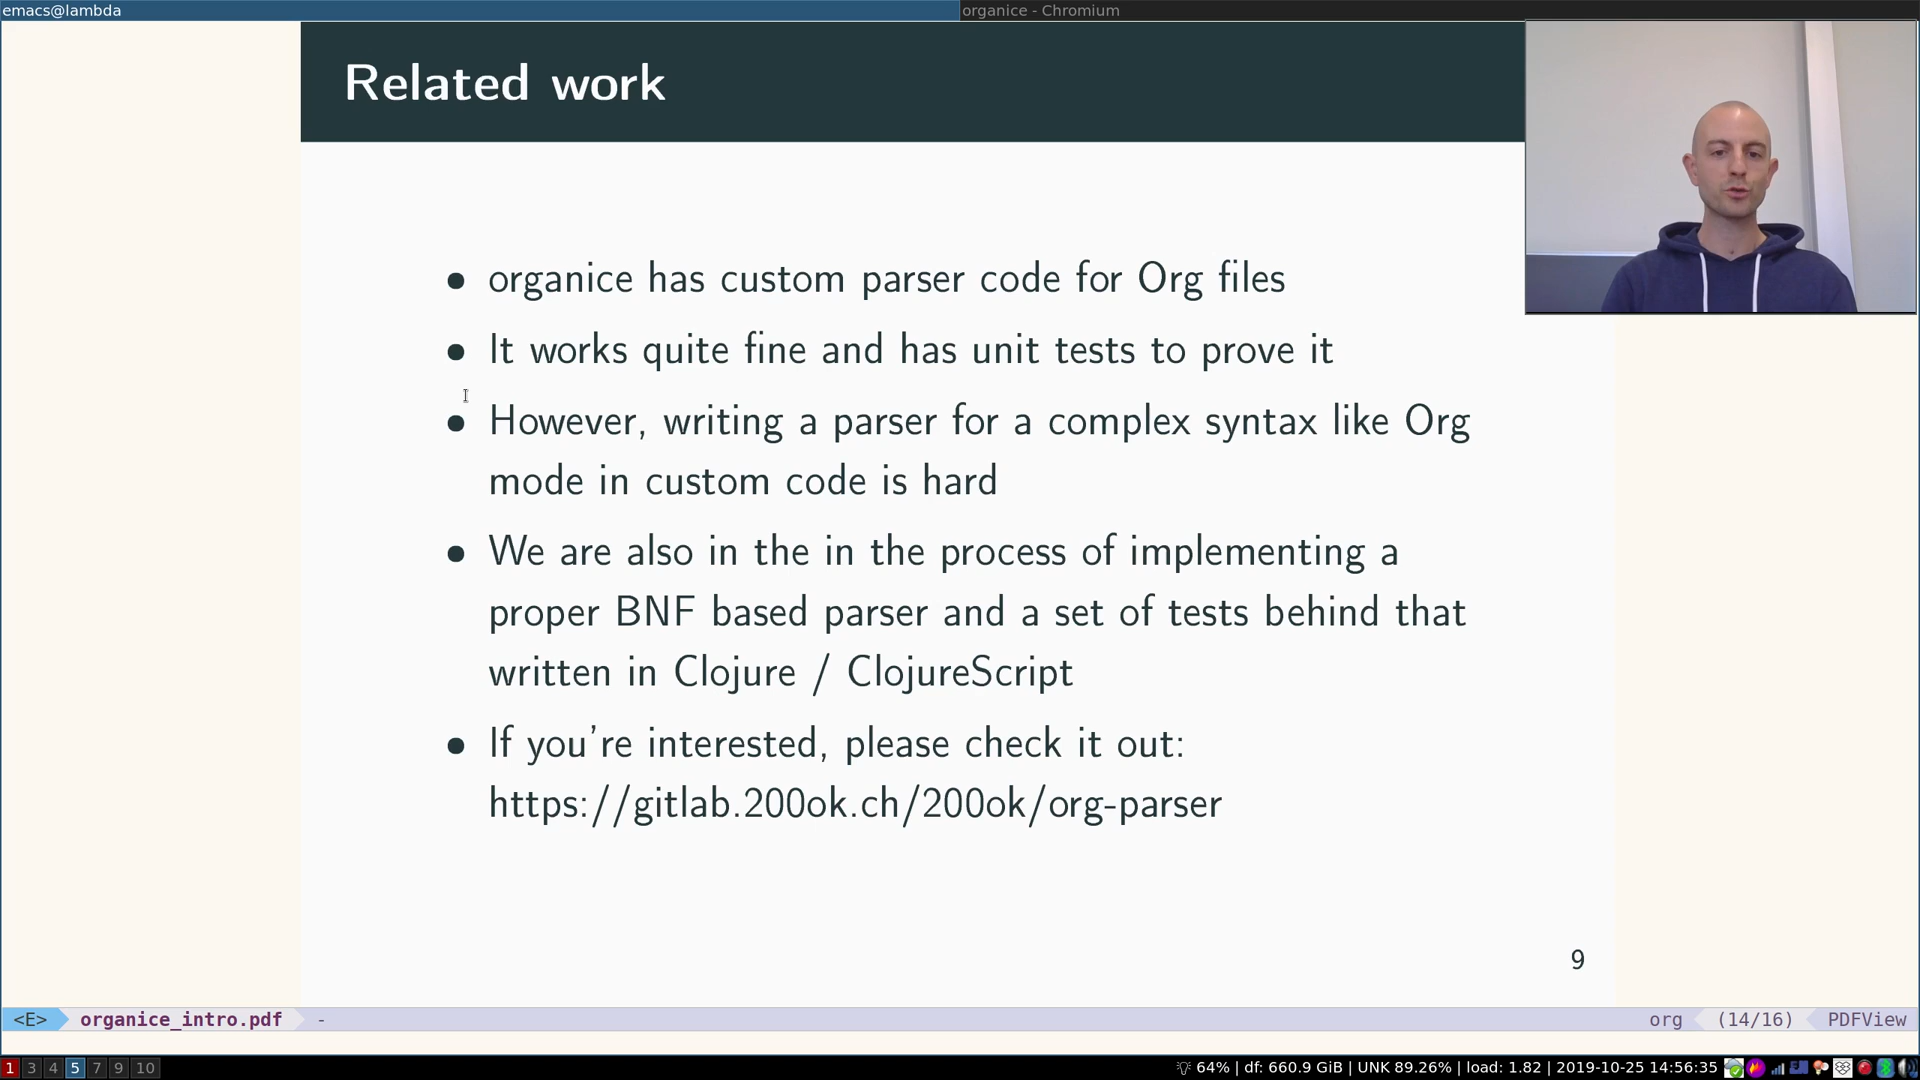 emacs@lambda
organice - Chromium
Related work
• organice has custom parser code for Org files
• It works quite fine and has unit tests to prove it
• However, writing a parser for a complex syntax like Org
mode in custom code is hard
• We are also in the in the process of implementing a
proper BNF based parser and a set of tests behind that
written in Clojure / ClojureScript
• If you're interested, please check it out:
https://gitlab.200ok.ch/200ok/org-parser
9
<E> organice_intro.pdf - org (14/16) PDFView
1 3 4 5 7 9 10 64% | df: 660.9 GiB | UNK 89.26% | load: 1.82 | 2019-10-25 14:56:35